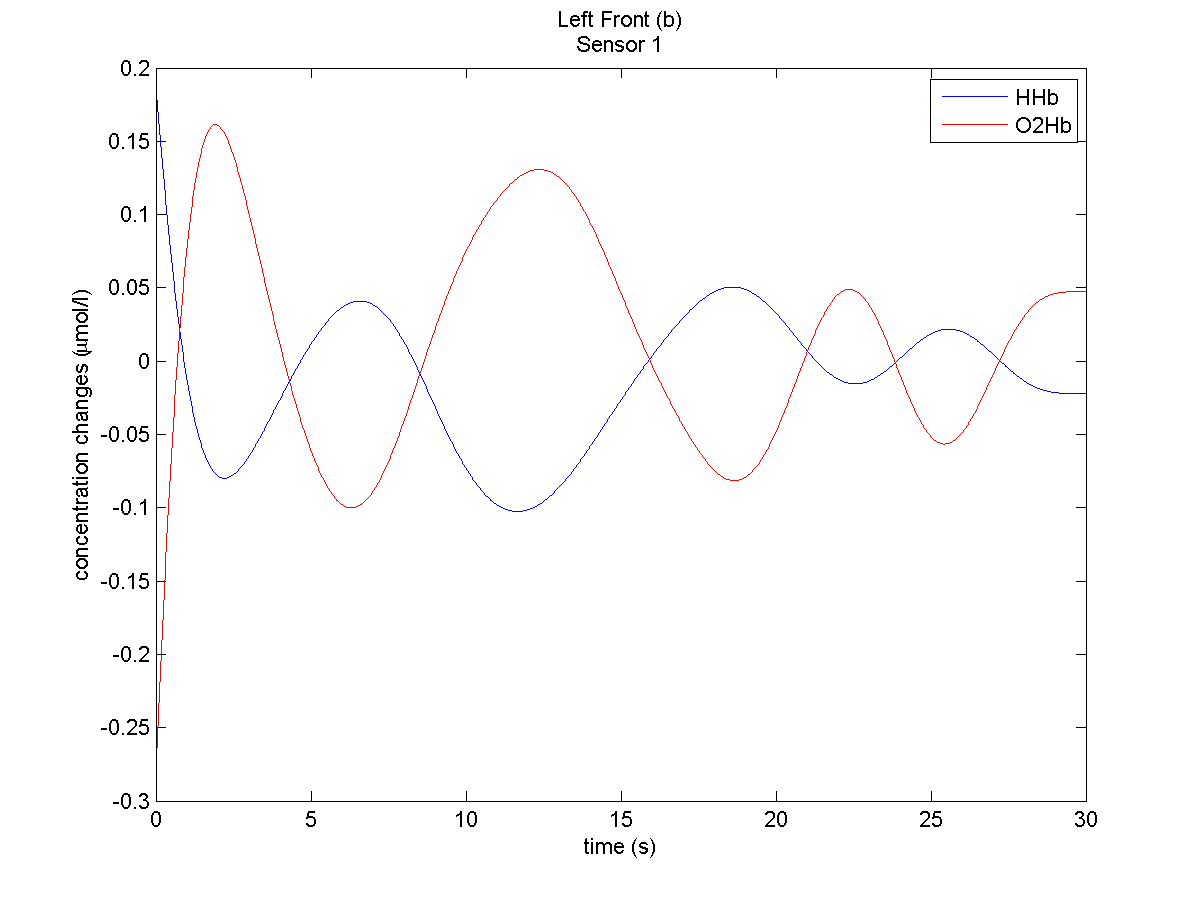 Left Front (b)
Sensor 1
0.2
0.15
0.1
0.05
0
-0.05
-0.1
-0.15
-0.2
-0.25
-0.3
concentration changes (μmol/l)
HHb
O2Hb
0 5 10 15 20 25 30
time (s)